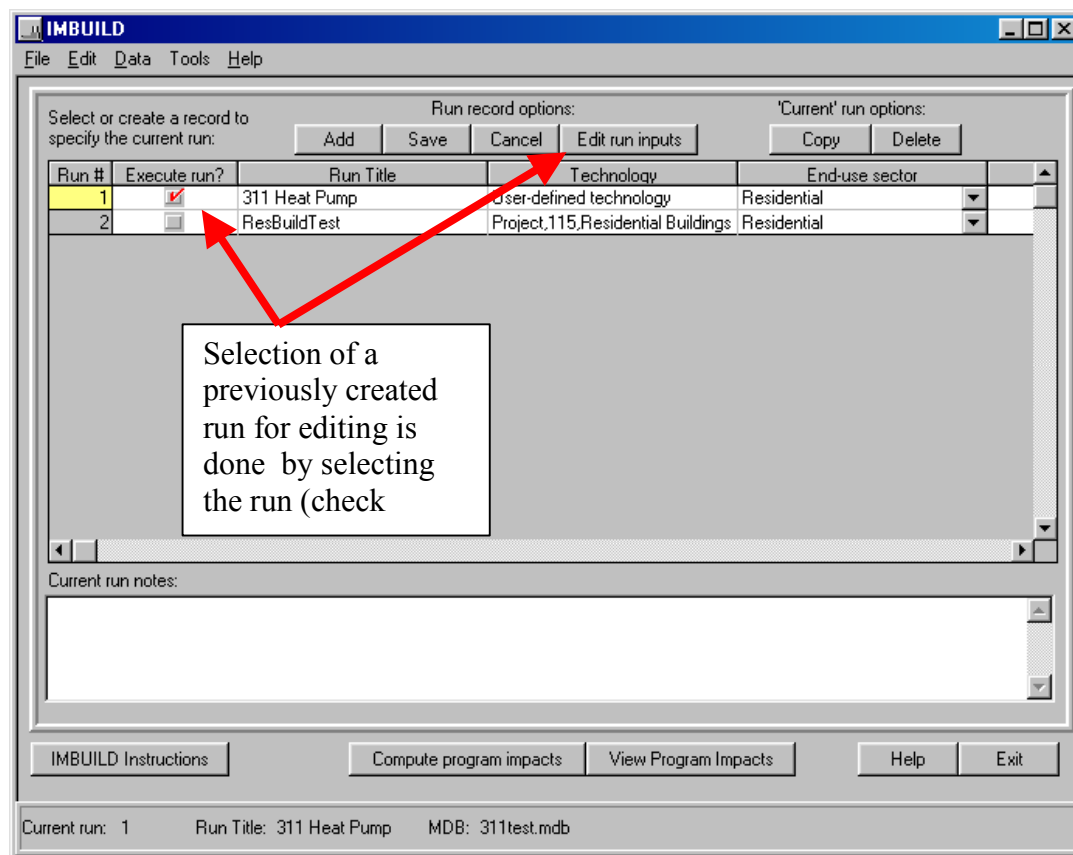 IMBUILD
File Edit Data Tools Help
Select or create a record to
specify the current run:
Run record options:
'Current' run options:
Add Save Cancel Edit run inputs Copy Delete
Run # Execute run? Run Title Technology End-use sector
1 311 Heat Pump User-defined technology Residential
2 ResBuildTest Project,115,Residential Buildings Residential
Selection of a
previously created
run for editing is
done by selecting
the run (check
Current run notes:
IMBUILD Instructions Compute program impacts View Program Impacts Help Exit
Current run: 1 Run Title: 311 Heat Pump MDB: 311test.mdb